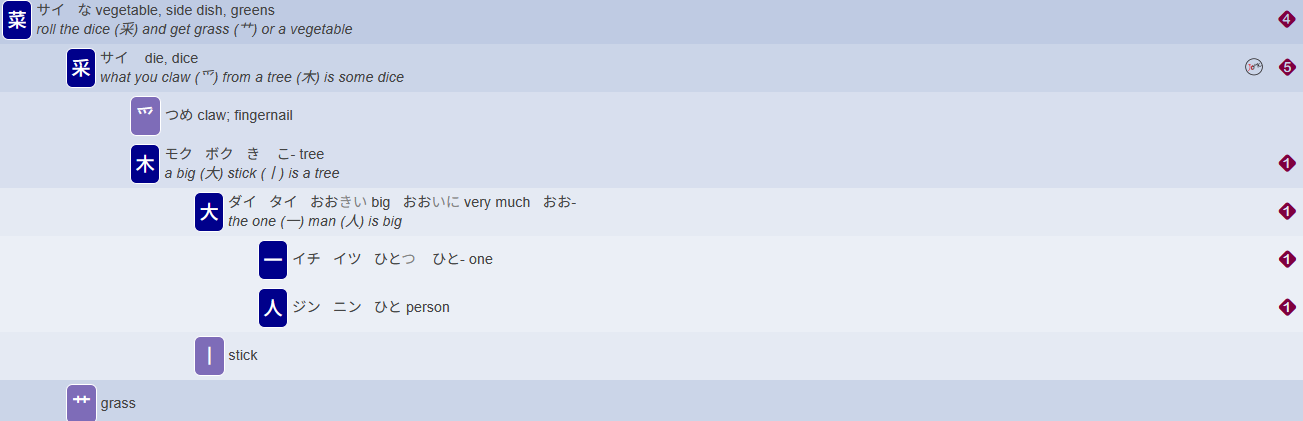 菜 サイ な vegetable, side dish, greens 4
roll the dice (采) and get grass (艹) or a vegetable
采 サイ die, dice 5
what you claw (爫) from a tree (木) is some dice
爫 つめ claw; fingernail
木 モク ボク き こ- tree 1
a big (大) stick (丨) is a tree
大 ダイ タイ おおきい big おおいに very much おお- 1
the one (一) man (人) is big
一 イチ イツ ひとつ ひと- one 1
人 ジン ニン ひと person 1
丨 stick
艹 grass